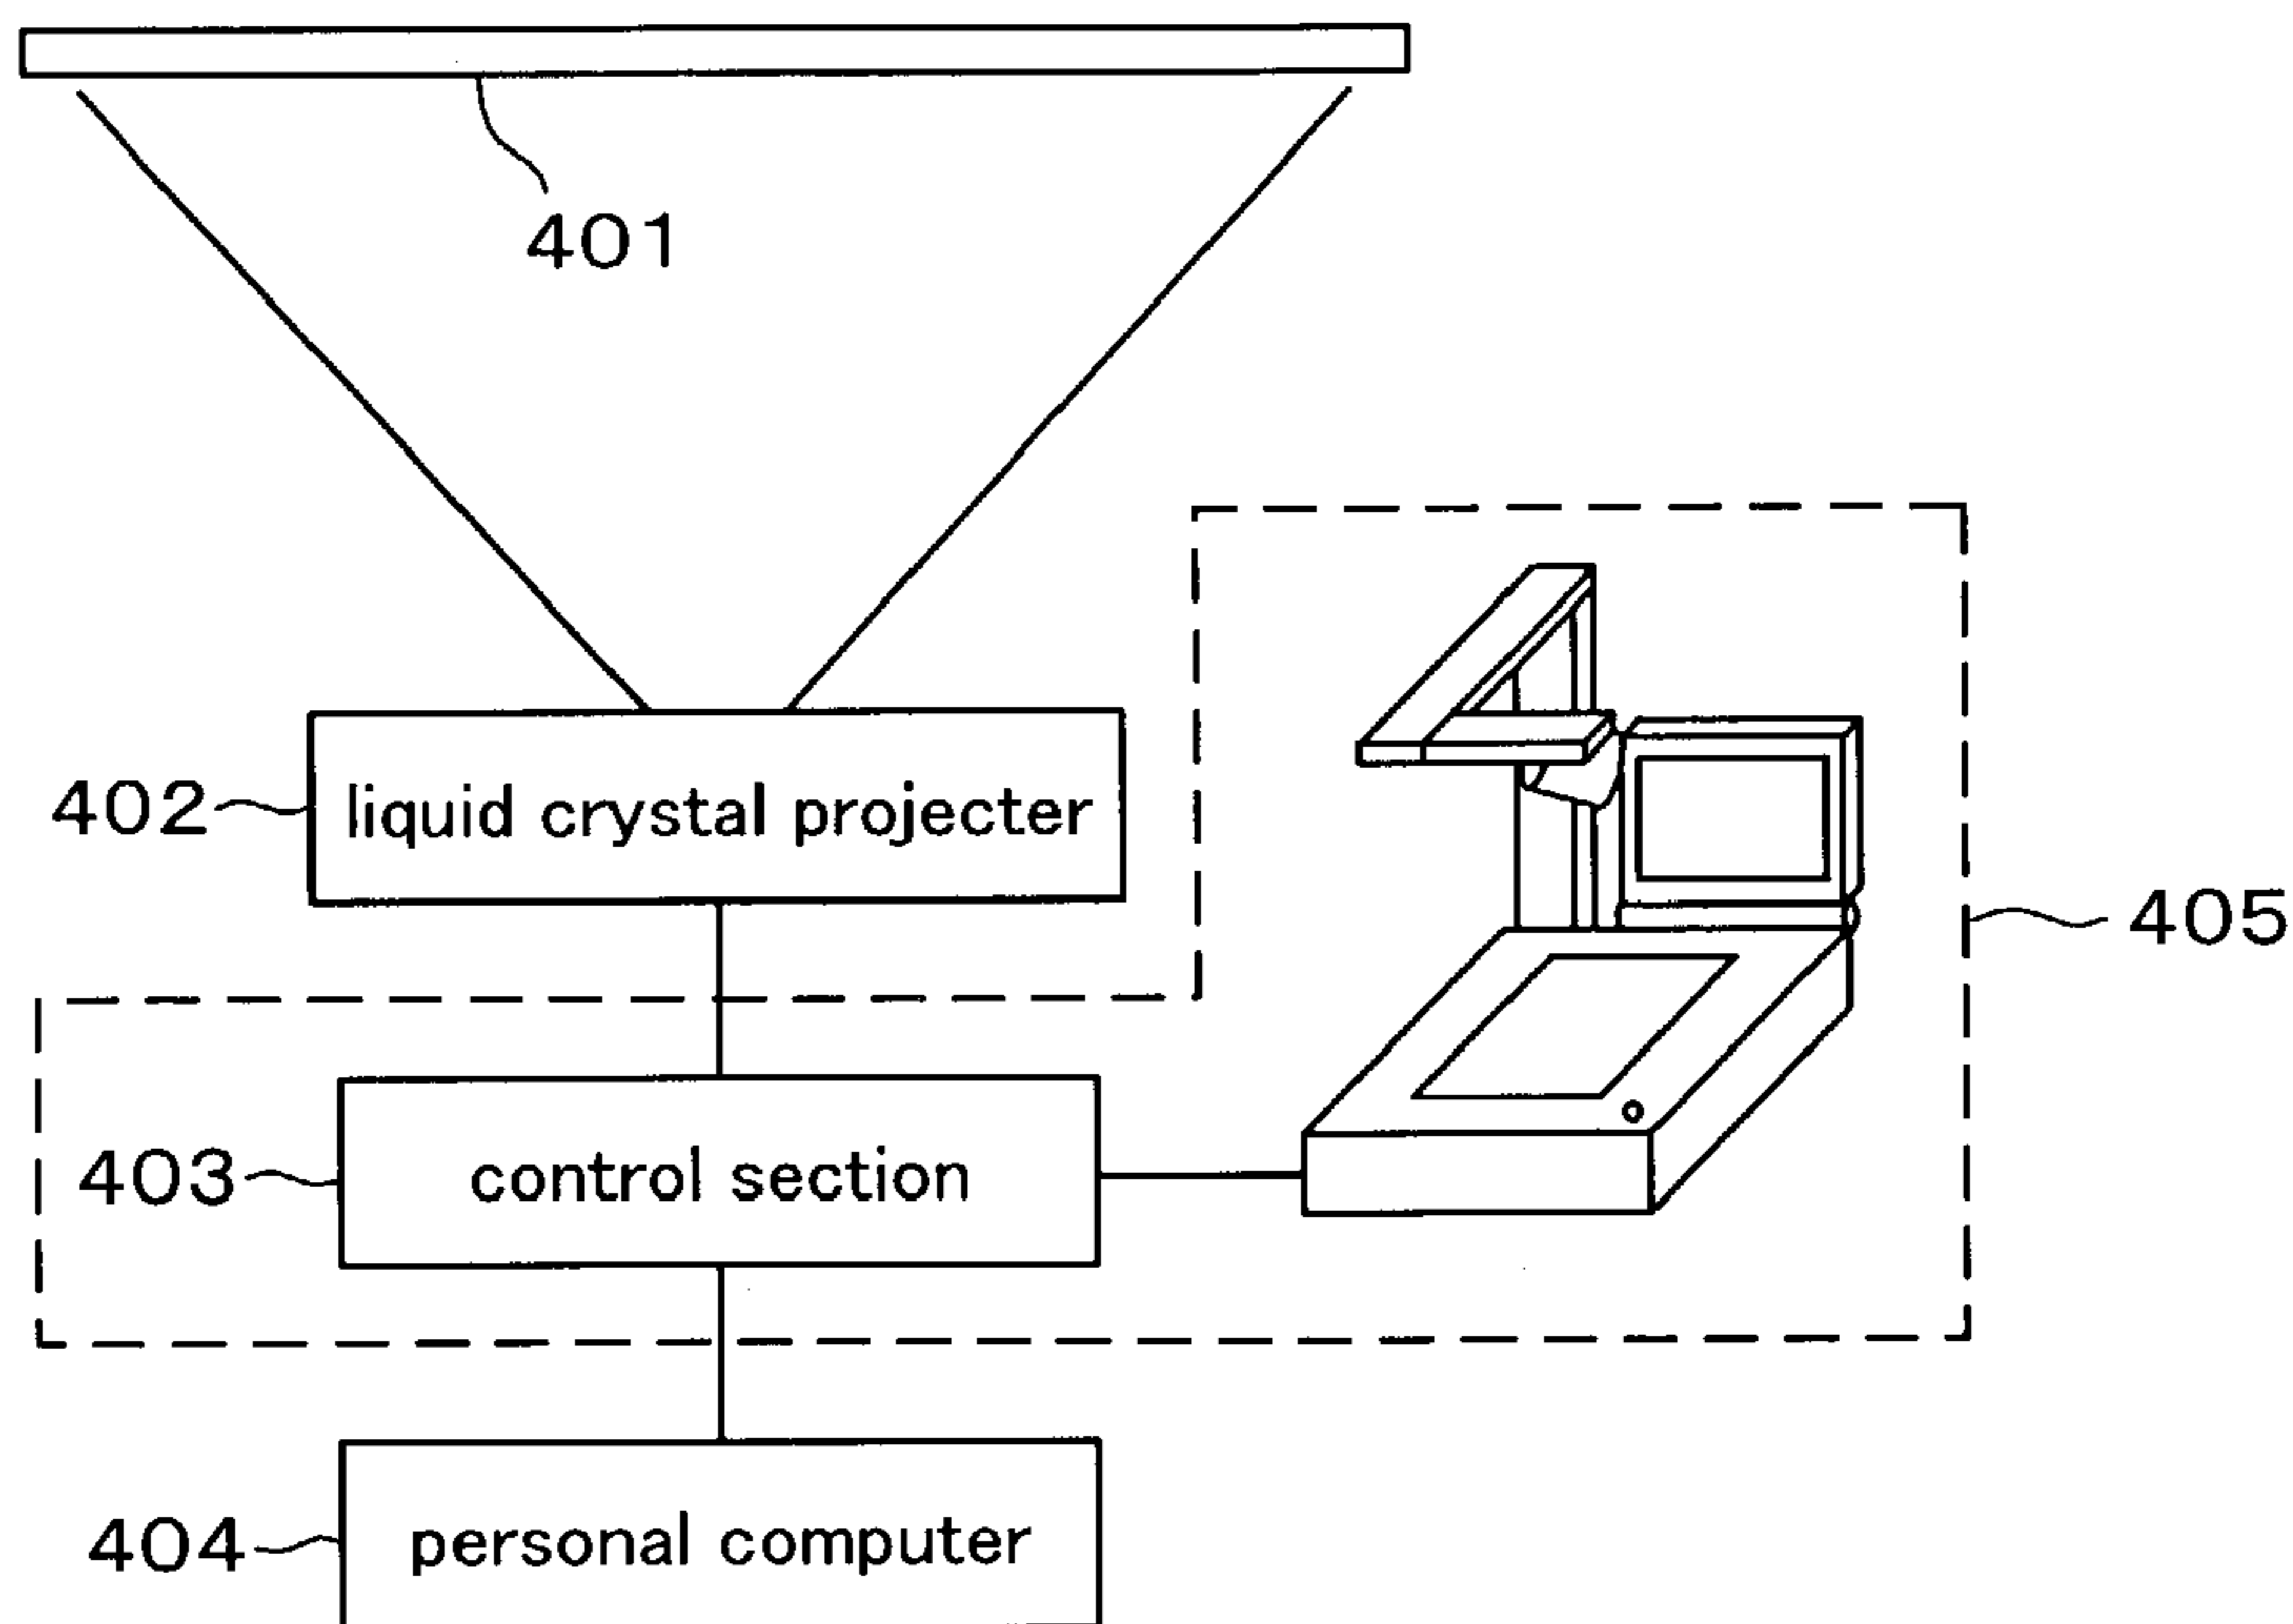 401
402 liquid crystal projecter
405
403 control section
404 personal computer